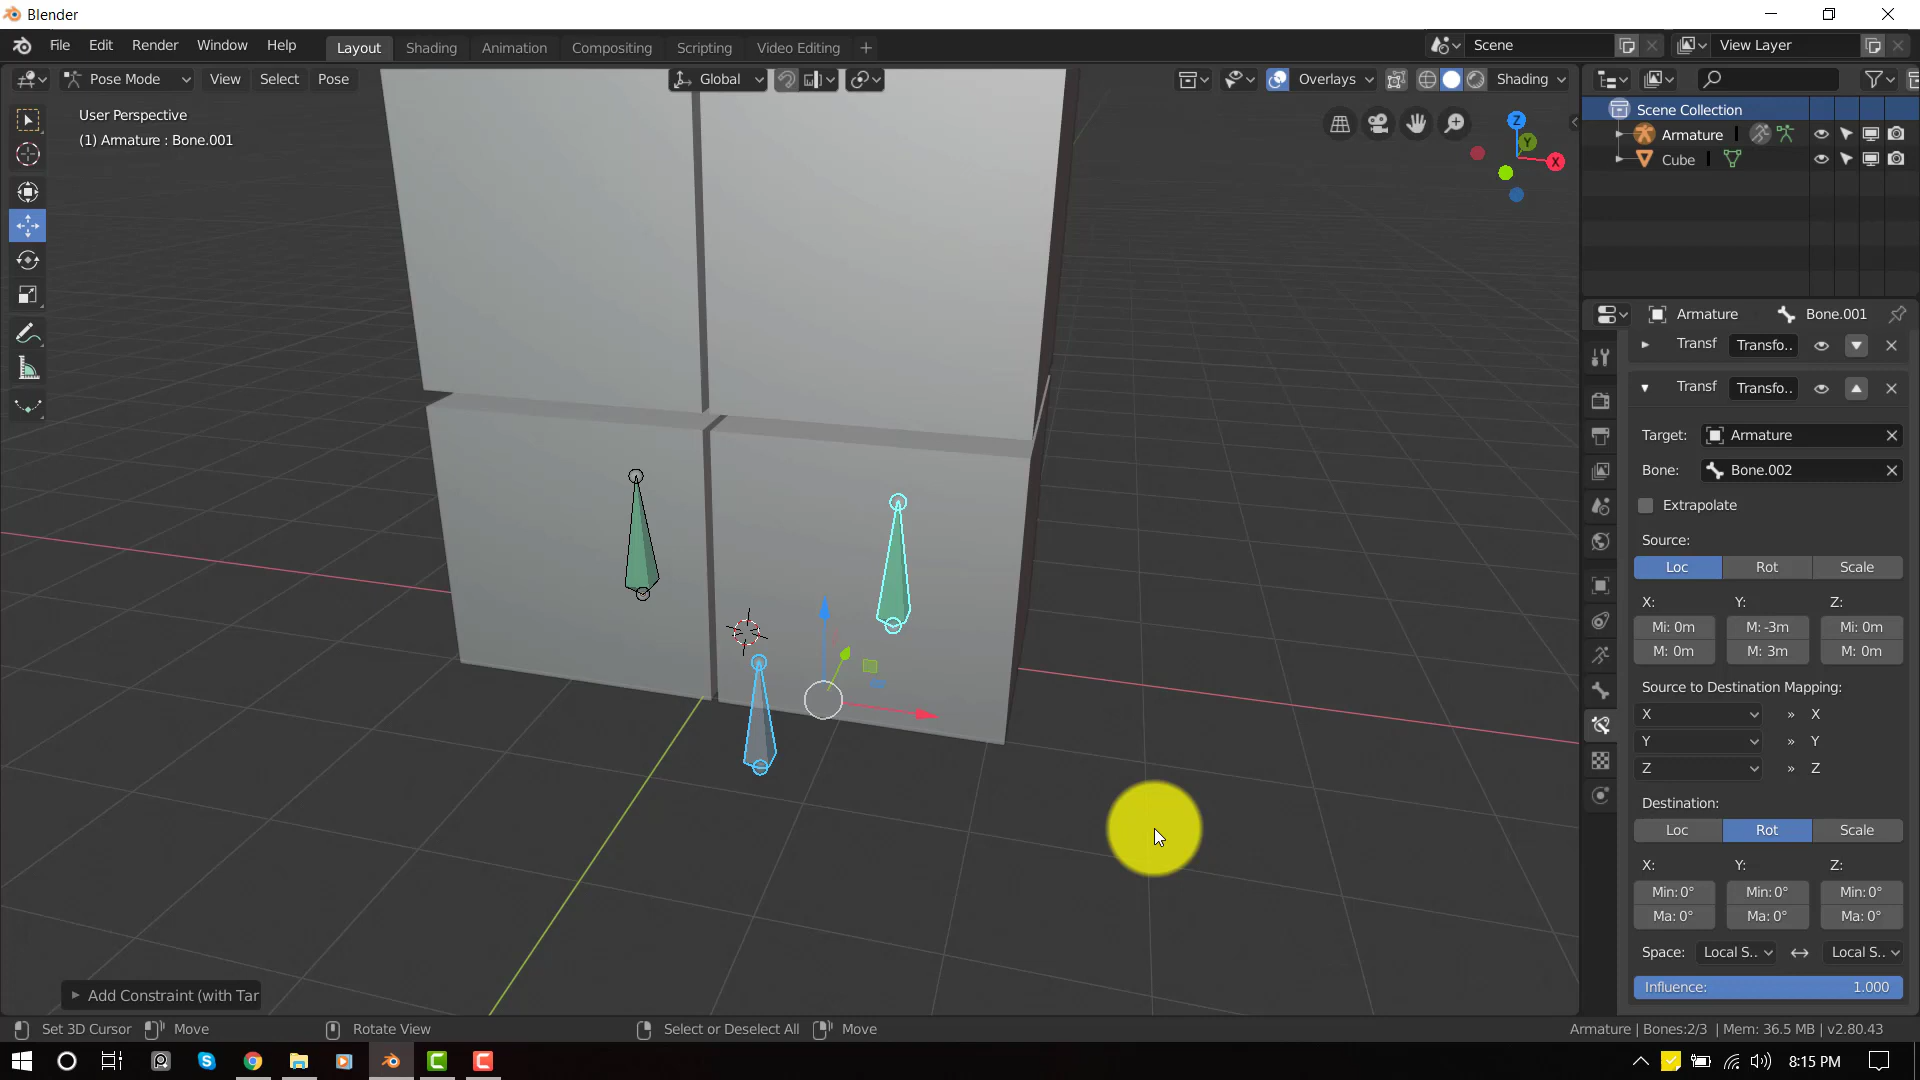 Blender
File Edit Render Window Help
Layout Shading Animation Compositing Scripting Video Editing +
Scene
View Layer
Pose Mode View Select Pose
Global
Overlays
Shading
User Perspective
(1) Armature : Bone.001
Z
Y
X
Scene Collection
Armature
Cube
Armature Bone.001
Transf Transfo..
Transf Transfo..
Target: Armature
Bone: Bone.002
Extrapolate
Source:
Loc Rot Scale
X: Y: Z:
Mi: 0m M: -3m Mi: 0m
M: 0m M: 3m M: 0m
Source to Destination Mapping:
X » X
Y » Y
Z » Z
Destination:
Loc Rot Scale
X: Y: Z:
Min: 0° Min: 0° Min: 0°
Ma: 0° Ma: 0° Ma: 0°
Space: Local S.. Local S..
Influence: 1.000
Add Constraint (with Tar
Set 3D Cursor Move Rotate View Select or Deselect All Move
Armature | Bones:2/3 | Mem: 36.5 MB | v2.80.43
8:15 PM